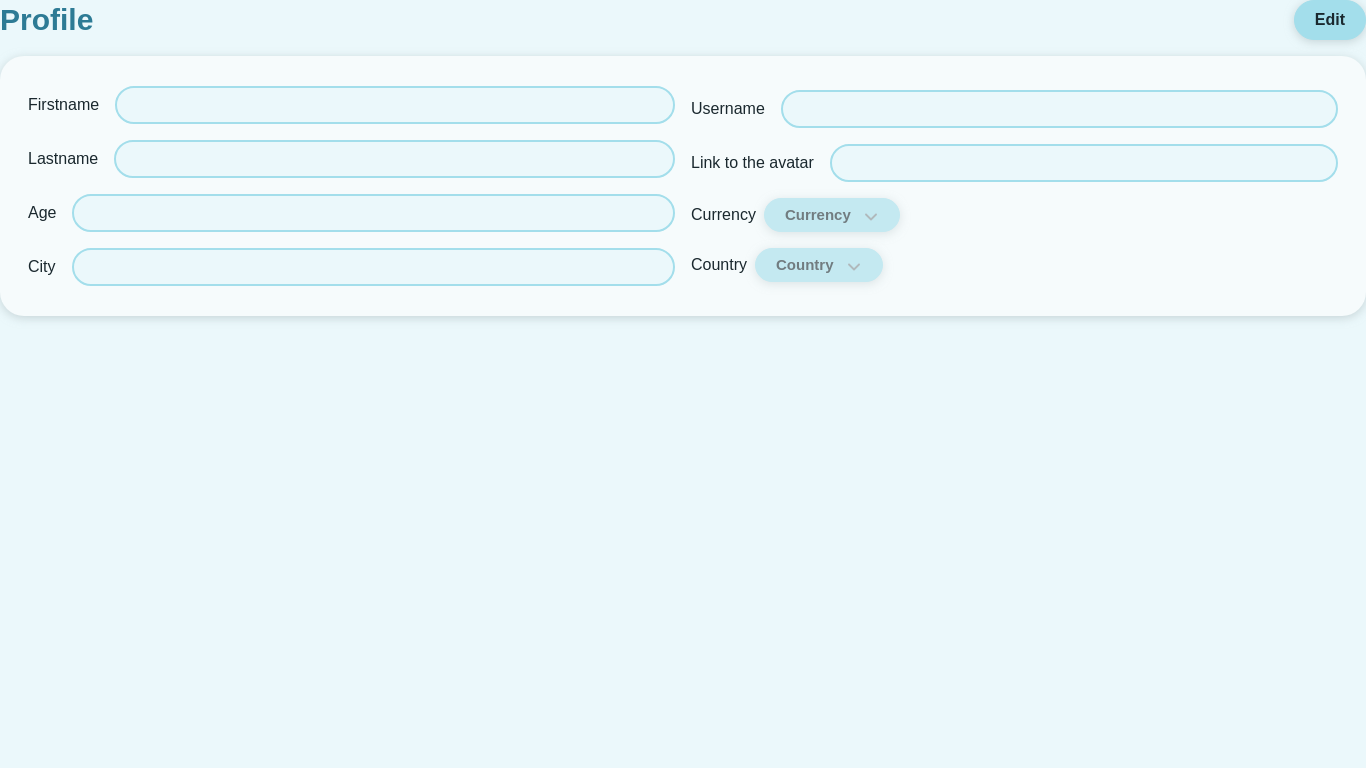 Profile
Edit
Firstname
Lastname
Age
City
Username
Link to the avatar
Currency Currency
Country Country